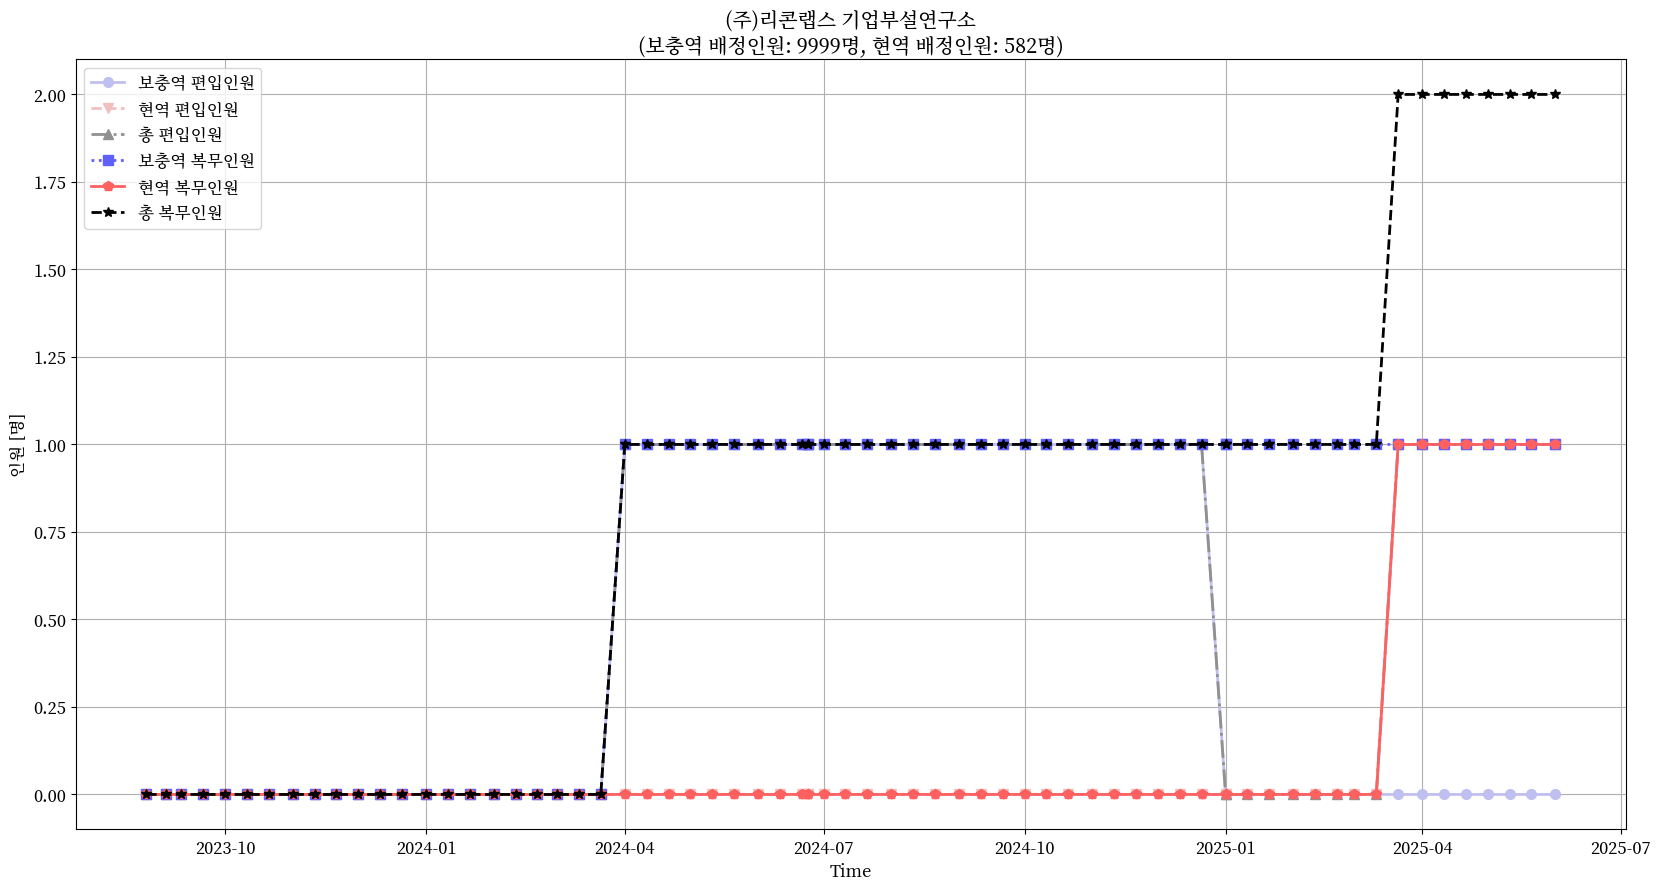 (주)리콘랩스 기업부설연구소
(보충역 배정인원: 9999명, 현역 배정인원: 582명)
보충역 편입인원
현역 편입인원
총 편입인원
보충역 복무인원
현역 복무인원
총 복무인원
2.00
1.75
1.50
1.25
1.00
0.75
0.50
0.25
0.00
인원 [명]
2023-10 2024-01 2024-04 2024-07 2024-10 2025-01 2025-04 2025-07
Time